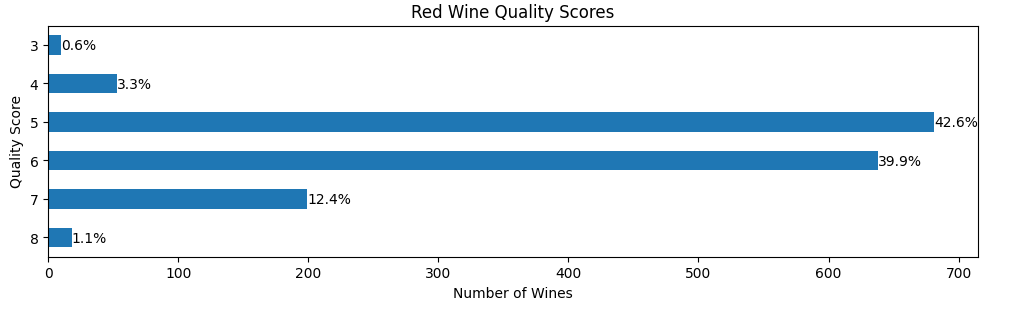 Red Wine Quality Scores
Quality Score
3 0.6%
4 3.3%
5 42.6%
6 39.9%
7 12.4%
8 1.1%
0 100 200 300 400 500 600 700
Number of Wines